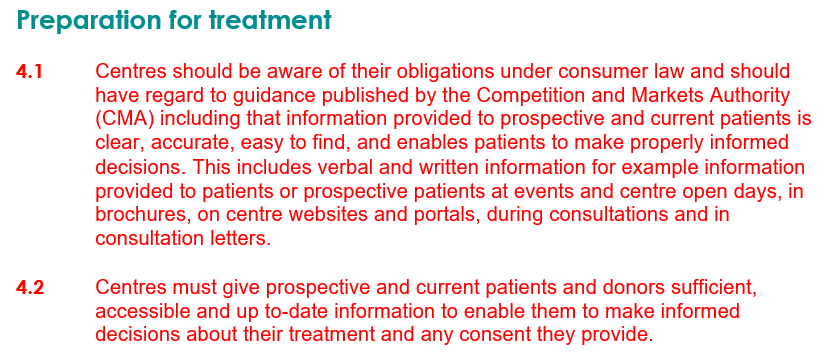 Preparation for treatment
4.1 Centres should be aware of their obligations under consumer law and should
have regard to guidance published by the Competition and Markets Authority
(CMA) including that information provided to prospective and current patients is
clear, accurate, easy to find, and enables patients to make properly informed
decisions. This includes verbal and written information for example information
provided to patients or prospective patients at events and centre open days, in
brochures, on centre websites and portals, during consultations and in
consultation letters.
4.2 Centres must give prospective and current patients and donors sufficient,
accessible and up to-date information to enable them to make informed
decisions about their treatment and any consent they provide.